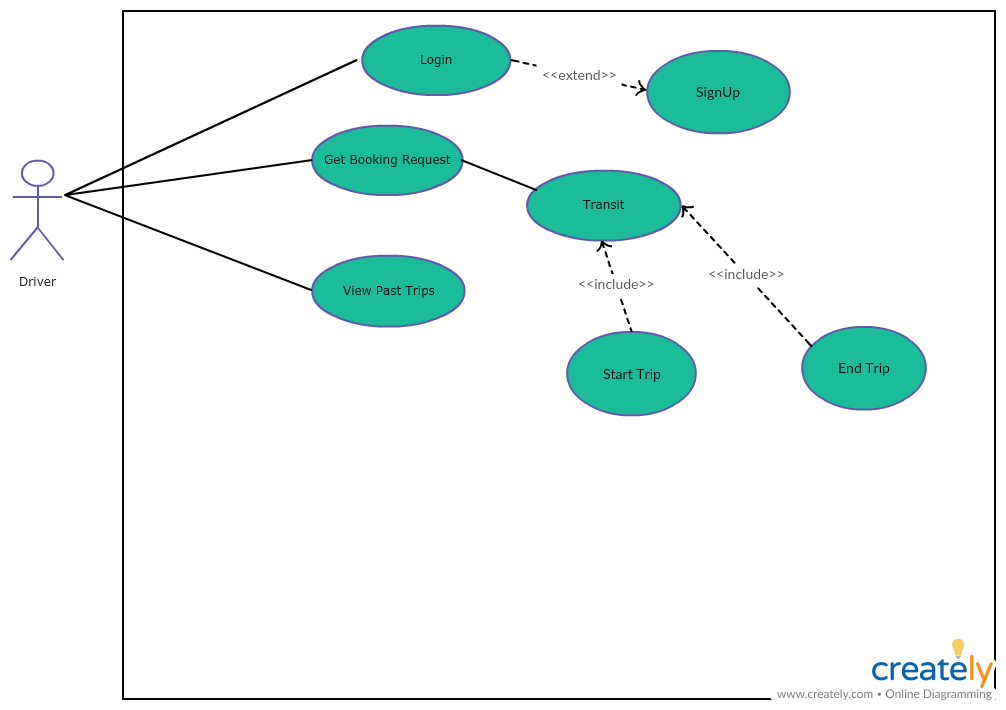 Login
<<extend>>
SignUp
Get Booking Request
Transit
Driver
<<include>>
<<include>>
View Past Trips
Start Trip
End Trip
creately
www.creately.com • Online Diagramming